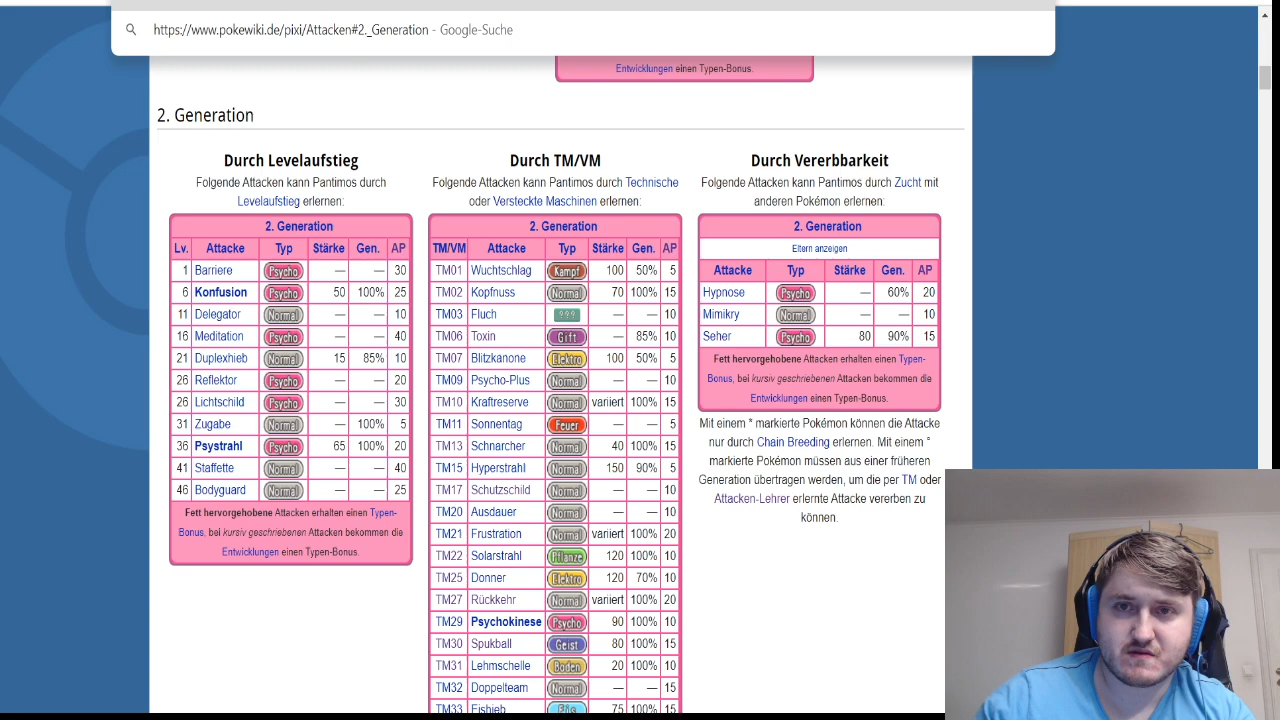 https://www.pokewiki.de/pixi/Attacken#2._Generation - Google-Suche
Entwicklungen einen Typen-Bonus.
2. Generation
Durch Levelaufstieg
Folgende Attacken kann Pantimos durch
Levelaufstieg erlernen:
2. Generation
Lv. Attacke Typ Stärke Gen. AP
1 Barriere Psycho — — 30
6 Konfusion Psycho 50 100% 25
11 Delegator Normal — — 10
16 Meditation Psycho — — 40
21 Duplexhieb Normal 15 85% 10
26 Reflektor Psycho — — 20
26 Lichtschild Psycho — — 30
31 Zugabe Normal — 100% 5
36 Psystrahl Psycho 65 100% 20
41 Staffette Normal — — 40
46 Bodyguard Normal — — 25
Fett hervorgehobene Attacken erhalten einen Typen-
Bonus, bei kursiv geschriebenen Attacken bekommen die
Entwicklungen einen Typen-Bonus.
Durch TM/VM
Folgende Attacken kann Pantimos durch Technische
oder Versteckte Maschinen erlernen:
2. Generation
TM/VM Attacke Typ Stärke Gen. AP
TM01 Wuchtschlag Kampf 100 50% 5
TM02 Kopfnuss Normal 70 100% 15
TM03 Fluch ??? — — 10
TM06 Toxin Gift — 85% 10
TM07 Blitzkanone Elektro 100 50% 5
TM09 Psycho-Plus Normal — — 10
TM10 Kraftreserve Normal variiert 100% 15
TM11 Sonnentag Feuer — — 5
TM13 Schnarcher Normal 40 100% 15
TM15 Hyperstrahl Normal 150 90% 5
TM17 Schutzschild Normal — — 10
TM20 Ausdauer Normal — — 10
TM21 Frustration Normal variiert 100% 20
TM22 Solarstrahl Pflanze 120 100% 10
TM25 Donner Elektro 120 70% 10
TM27 Rückkehr Normal variiert 100% 20
TM29 Psychokinese Psycho 90 100% 10
TM30 Spukball Geist 80 100% 15
TM31 Lehmschelle Boden 20 100% 10
TM32 Doppelteam Normal — — 15
TM33 Eishieb Eis 75 100% 15
Durch Vererbbarkeit
Folgende Attacken kann Pantimos durch Zucht mit
anderen Pokémon erlernen:
2. Generation
Eltern anzeigen
Attacke Typ Stärke Gen. AP
Hypnose Psycho — 60% 20
Mimikry Normal — — 10
Seher Psycho 80 90% 15
Fett hervorgehobene Attacken erhalten einen Typen-
Bonus, bei kursiv geschriebenen Attacken bekommen die
Entwicklungen einen Typen-Bonus.
Mit einem * markierte Pokémon können die Attacke
nur durch Chain Breeding erlernen. Mit einem °
markierte Pokémon müssen aus einer früheren
Generation übertragen werden, um die per TM oder
Attacken-Lehrer erlernte Attacke vererben zu
können.